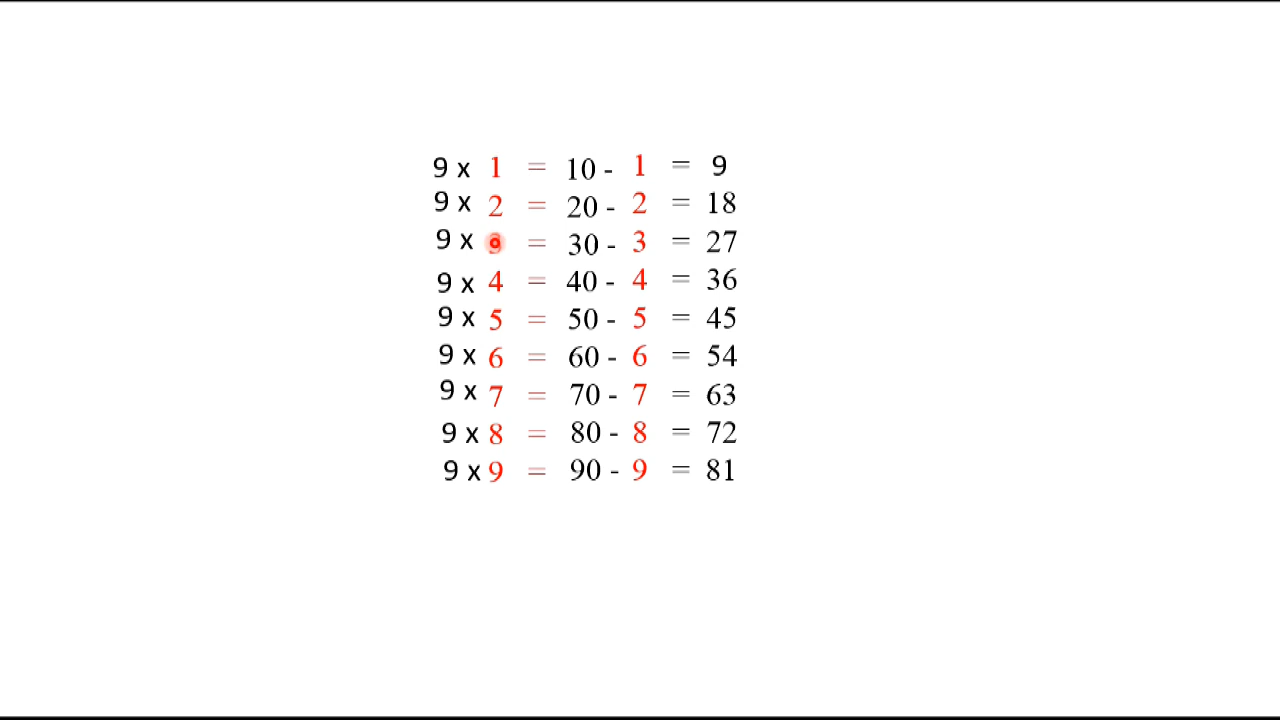 9 x 1 = 10 - 1 = 9
9 x 2 = 20 - 2 = 18
9 x 3 = 30 - 3 = 27
9 x 4 = 40 - 4 = 36
9 x 5 = 50 - 5 = 45
9 x 6 = 60 - 6 = 54
9 x 7 = 70 - 7 = 63
9 x 8 = 80 - 8 = 72
9 x 9 = 90 - 9 = 81